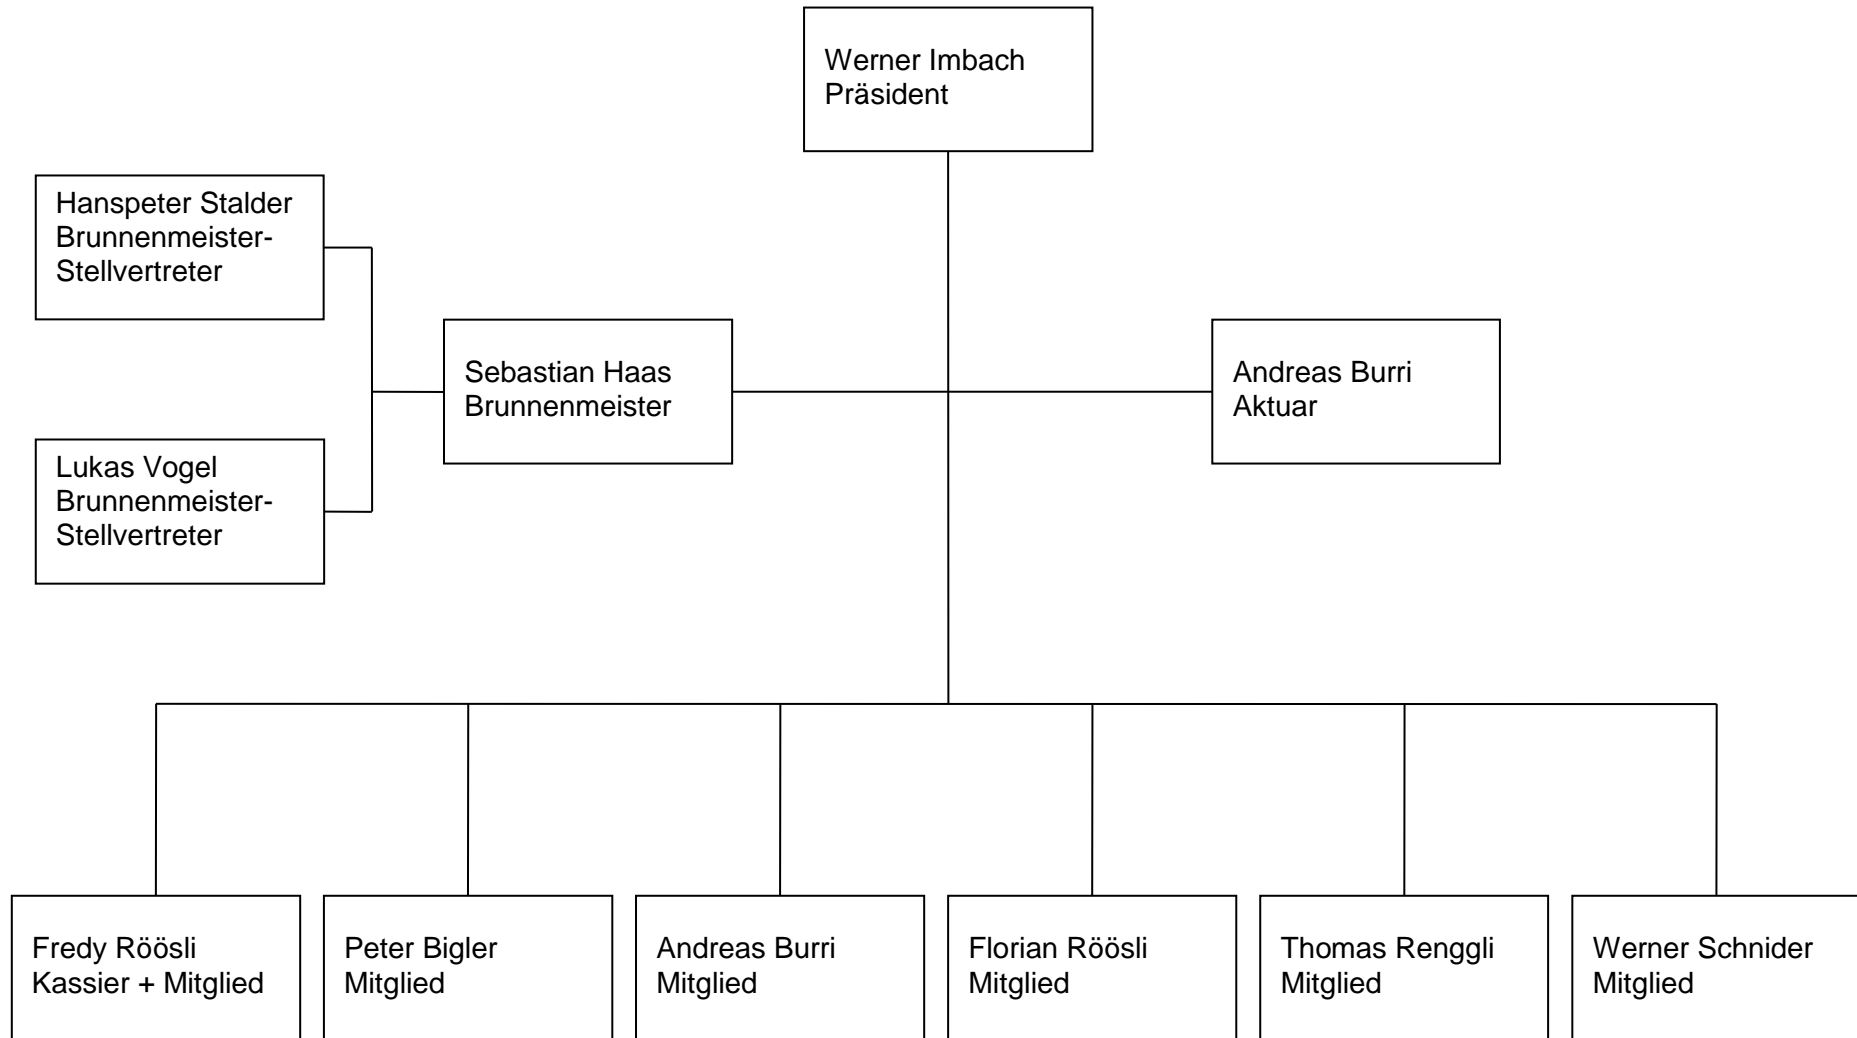 Werner Imbach
Präsident
Hanspeter Stalder
Brunnenmeister-
Stellvertreter
Sebastian Haas
Brunnenmeister
Andreas Burri
Aktuar
Lukas Vogel
Brunnenmeister-
Stellvertreter
Fredy Röösli
Kassier + Mitglied
Peter Bigler
Mitglied
Andreas Burri
Mitglied
Florian Röösli
Mitglied
Thomas Renggli
Mitglied
Werner Schnider
Mitglied